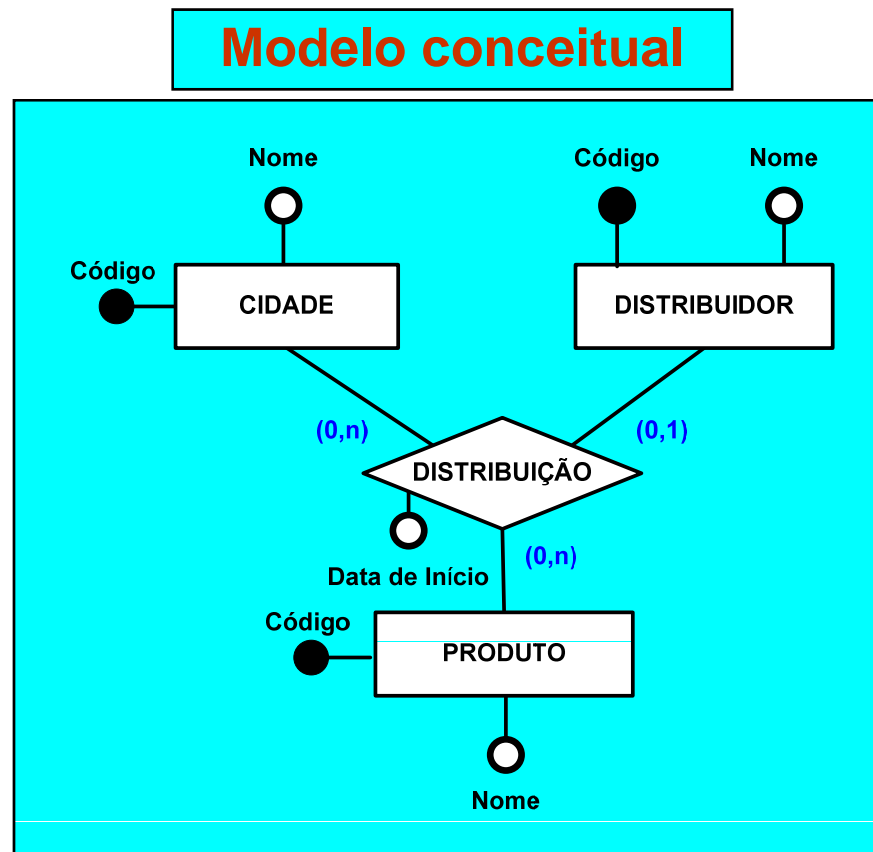 Modelo conceitual
Nome
Código
Nome
Código
CIDADE
DISTRIBUIDOR
(0,n)
(0,1)
DISTRIBUIÇÃO
(0,n)
Data de Início
Código
PRODUTO
Nome